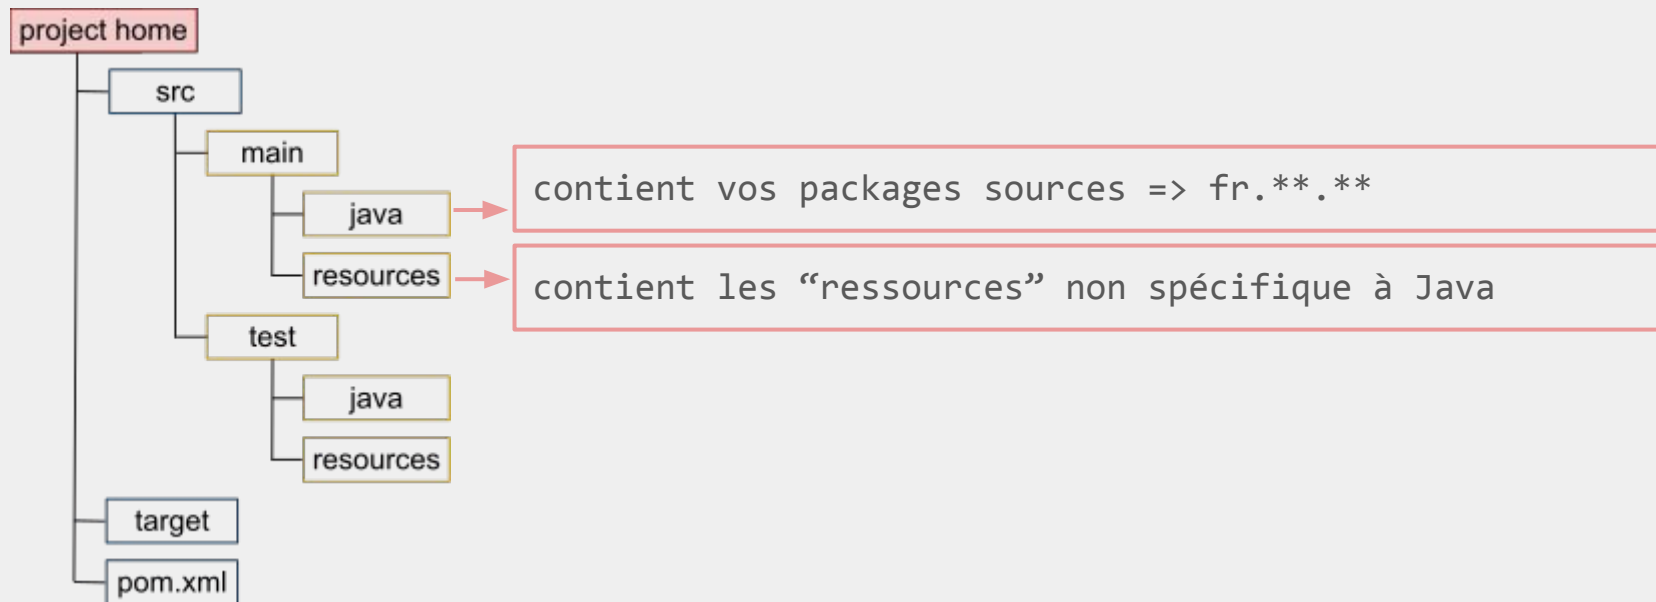 project home
src
main
java
contient vos packages sources => fr.**.**
resources
contient les “ressources” non spécifique à Java
test
java
resources
target
pom.xml